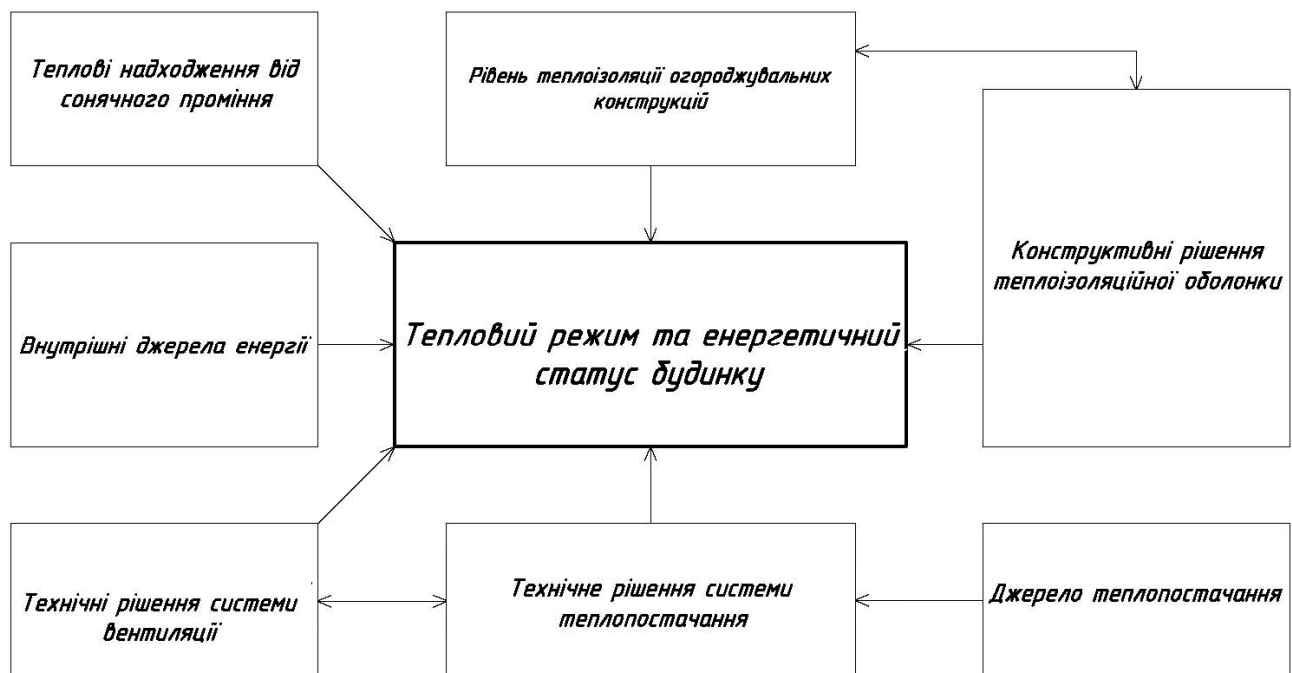 Теплові надходження від
сонячного проміння
Рівень теплоізоляції огороджувальних
конструкцій
Конструктивні рішення
теплоізоляційної оболонки
Внутрішні джерела енергії
Тепловий режим та енергетичний
статус будинку
Технічні рішення системи
вентиляції
Технічне рішення системи
теплопостачання
Джерело теплопостачання